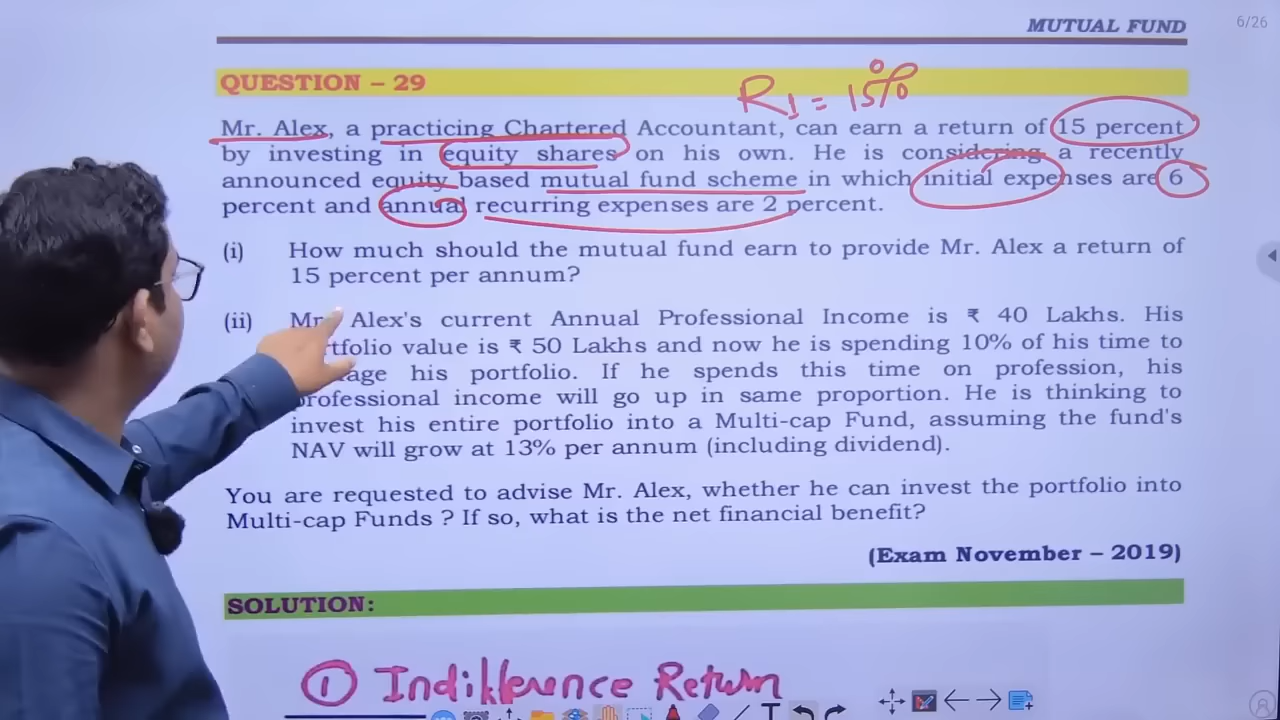 MUTUAL FUND
6/26
QUESTION – 29
R1 = 15%
Mr. Alex, a practicing Chartered Accountant, can earn a return of 15 percent
by investing in equity shares on his own. He is considering a recently
announced equity based mutual fund scheme in which initial expenses are 6
percent and annual recurring expenses are 2 percent.
(i) How much should the mutual fund earn to provide Mr. Alex a return of
15 percent per annum?
(ii) Mr. Alex's current Annual Professional Income is ₹ 40 Lakhs. His
rtfolio value is ₹ 50 Lakhs and now he is spending 10% of his time to
age his portfolio. If he spends this time on profession, his
professional income will go up in same proportion. He is thinking to
invest his entire portfolio into a Multi-cap Fund, assuming the fund's
NAV will grow at 13% per annum (including dividend).
You are requested to advise Mr. Alex, whether he can invest the portfolio into
Multi-cap Funds ? If so, what is the net financial benefit?
(Exam November – 2019)
SOLUTION:
① Indifference Return